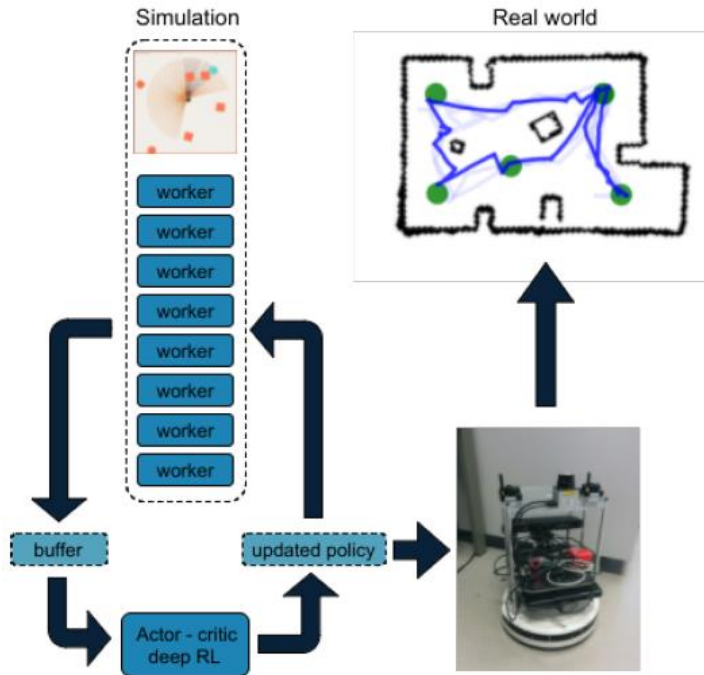 Simulation
Real world
worker
worker
worker
worker
worker
worker
worker
worker
buffer
updated policy
Actor - critic
deep RL